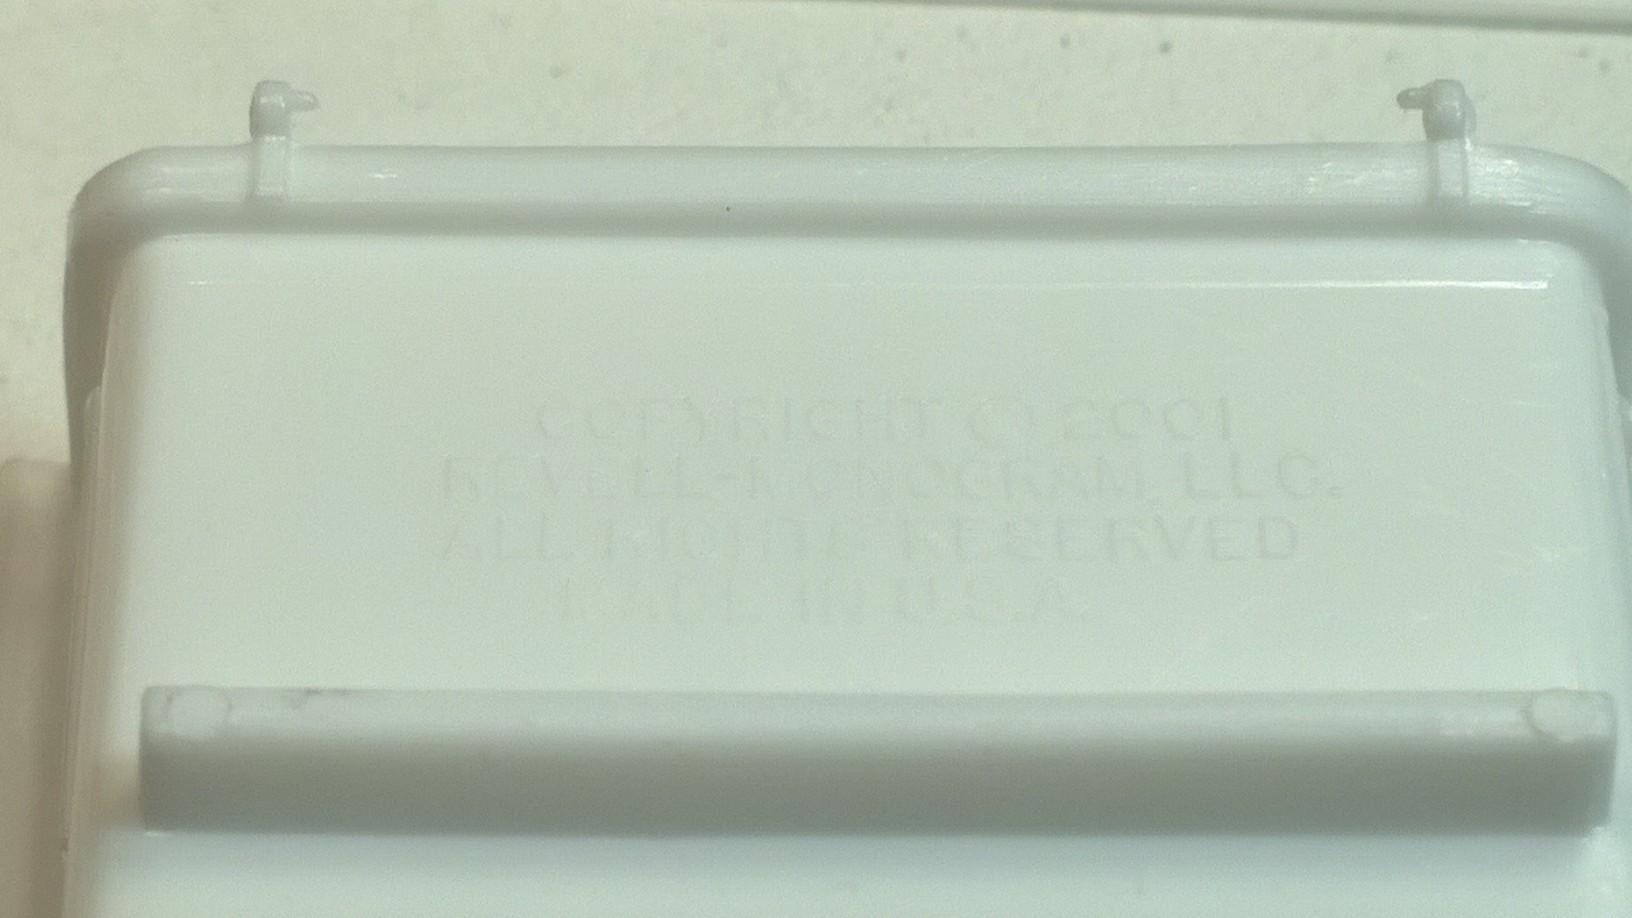 COPYRIGHT © 2001
REVELL-MONOGRAM, LLC.
ALL RIGHTS RESERVED
MADE IN U.S.A.